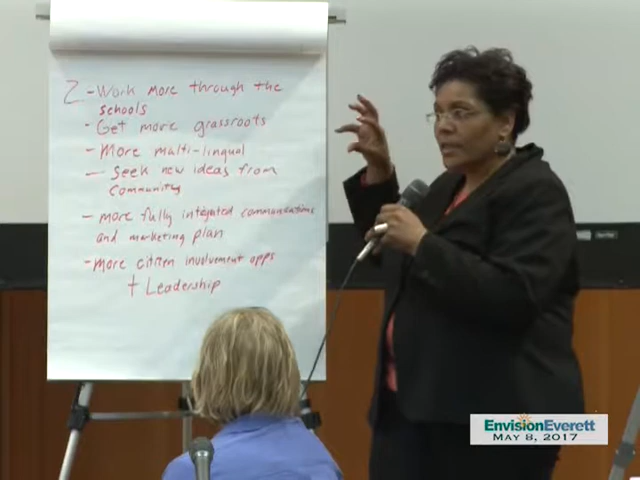 2 - Work more through the
schools
- Get more grassroots
- More multi-lingual
- Seek new ideas from
community
- more fully integrated communications
and marketing plan
- More citizen involvement apps
+ Leadership
EnvisionEverett
MAY 8, 2017